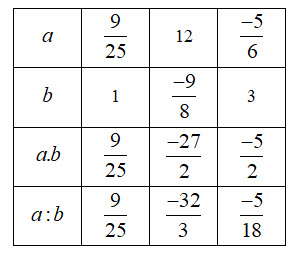 a 9/25 12 -5/6
b 1 -9/8 3
a.b 9/25 -27/2 -5/2
a:b 9/25 -32/3 -5/18